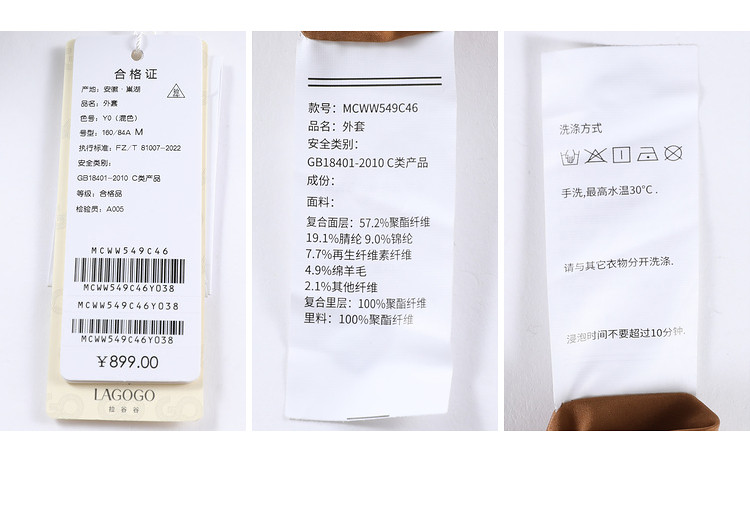 合格证
产地：安徽·巢湖
品名：外套
色号：Y0（混色）
号型：160/84A M
执行标准：FZ/T 81007-2022
安全类别：
GB18401-2010 C类产品
等级：合格品
检验员：A005
MCWW549C46
MCWW549C46Y038
MCWW549C46Y038
MCWW549C46Y038
￥899.00
LAGOGO
拉谷谷
款号：MCWW549C46
品名：外套
安全类别：
GB18401-2010 C类产品
成份：
面料：
复合面层：57.2%聚酯纤维
19.1%腈纶 9.0%锦纶
7.7%再生纤维素纤维
4.9%绵羊毛
2.1%其他纤维
复合里层：100%聚酯纤维
里料：100%聚酯纤维
洗涤方式
手洗,最高水温30℃.
请与其它衣物分开洗涤.
浸泡时间不要超过10分钟.